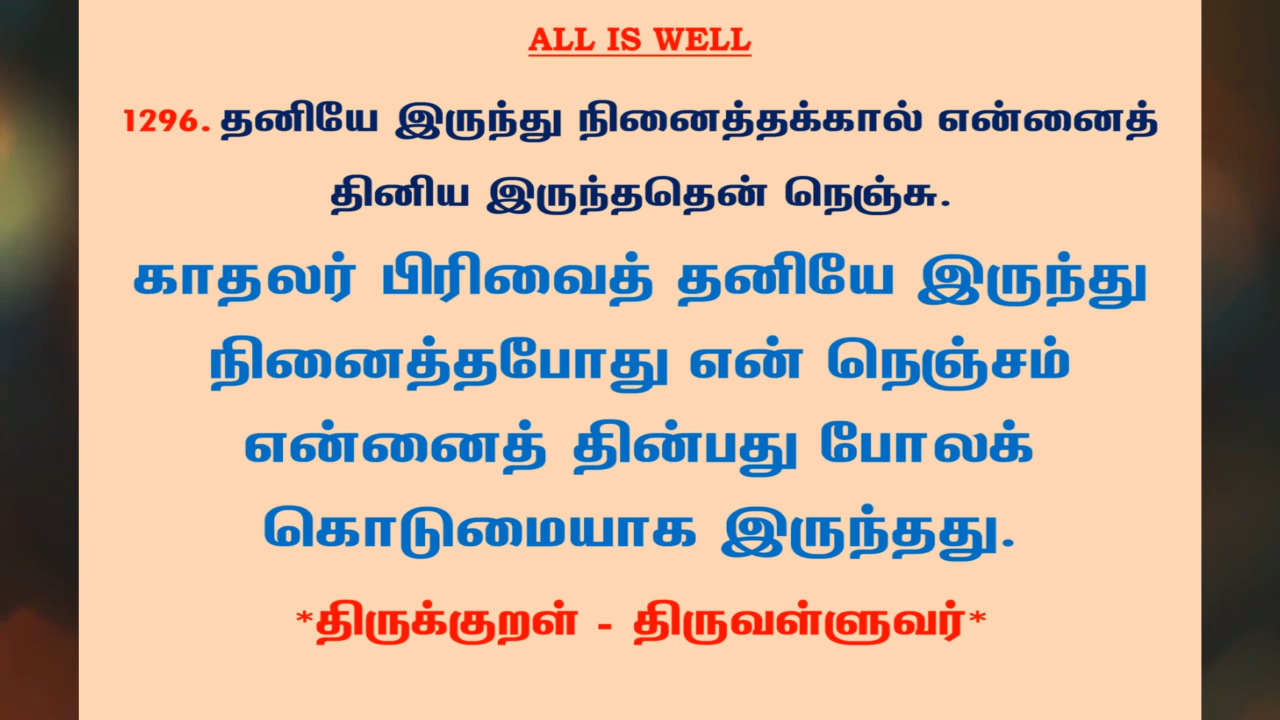 ALL IS WELL
1296. தனியே இருந்து நினைத்தக்கால் என்னைத்
தினிய இருந்ததென் நெஞ்சு.
காதலர் பிரிவைத் தனியே இருந்து
நினைத்தபோது என் நெஞ்சம்
என்னைத் தின்பது போலக்
கொடுமையாக இருந்தது.
*திருக்குறள் - திருவள்ளுவர்*